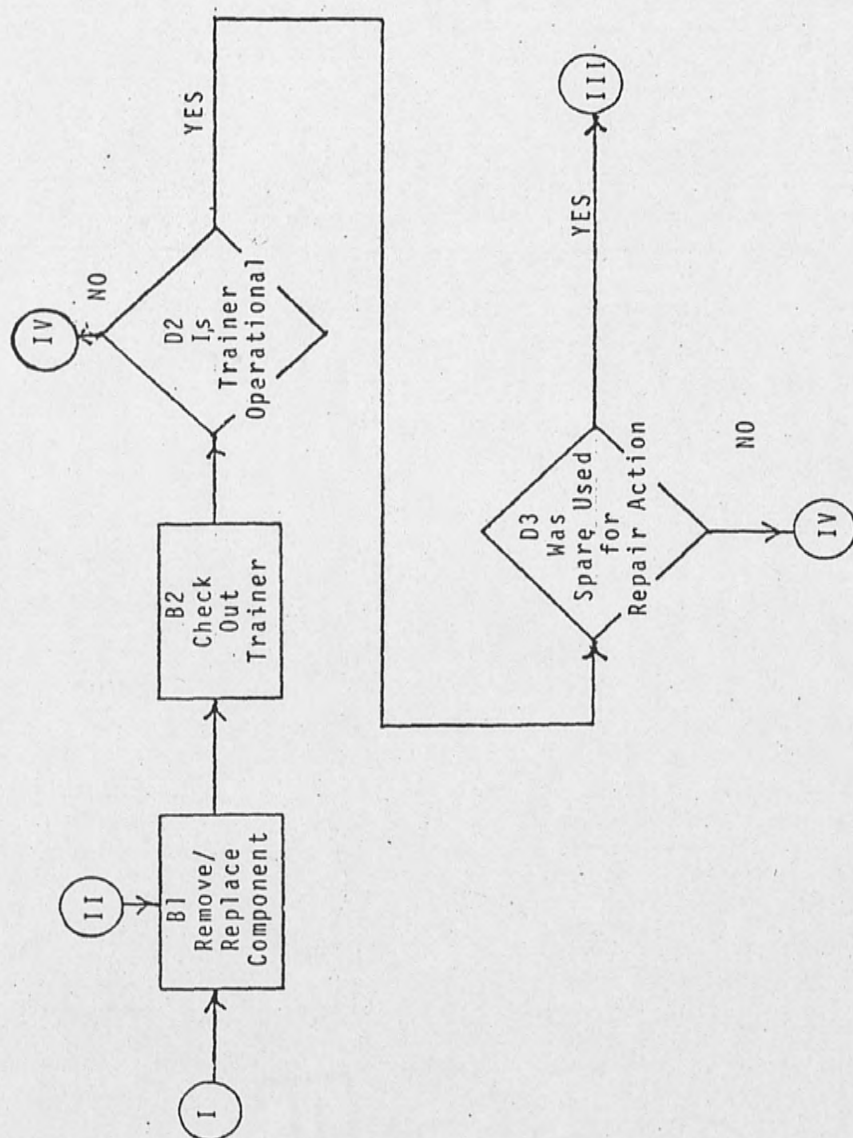 I
II
B1
Remove/
Replace
Component
B2
Check
Out
Trainer
D2
Is
Trainer
Operational
NO
IV
YES
D3
Was
Spare Used
for
Repair Action
YES
III
NO
IV